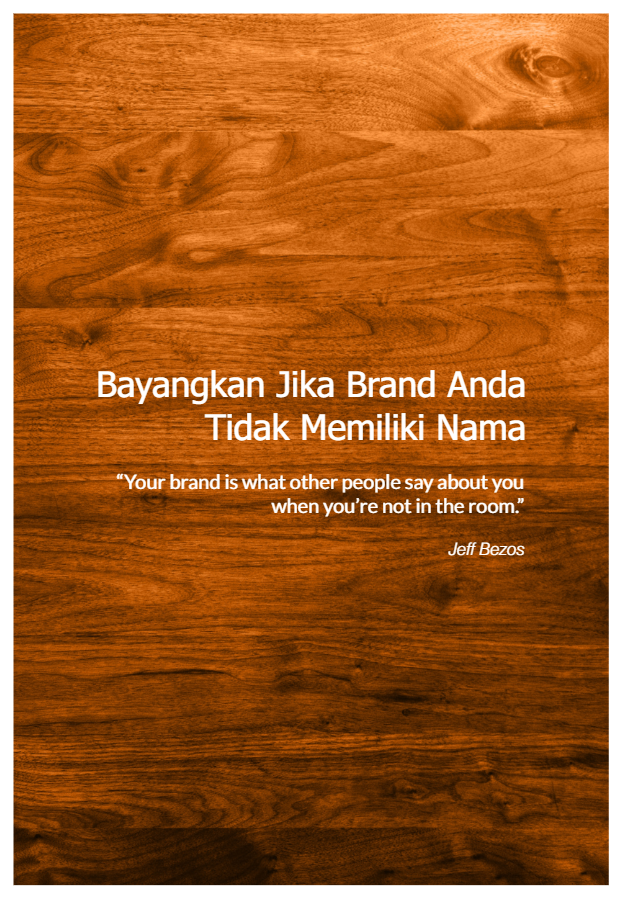 Bayangkan Jika Brand Anda
Tidak Memiliki Nama
“Your brand is what other people say about you
when you’re not in the room.”
Jeff Bezos